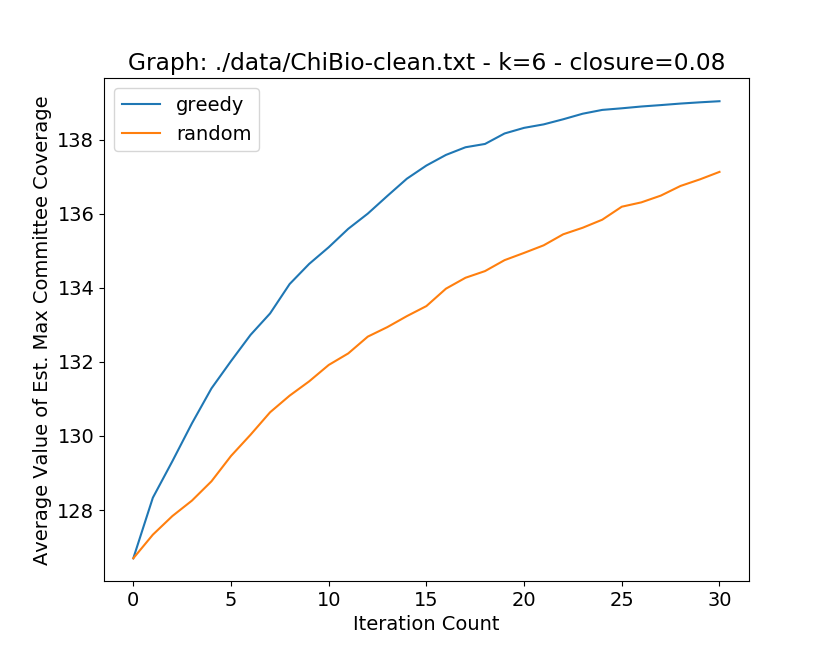 Graph: ./data/ChiBio-clean.txt - k=6 - closure=0.08
greedy
random
Average Value of Est. Max Committee Coverage
138
136
134
132
130
128
0 5 10 15 20 25 30
Iteration Count